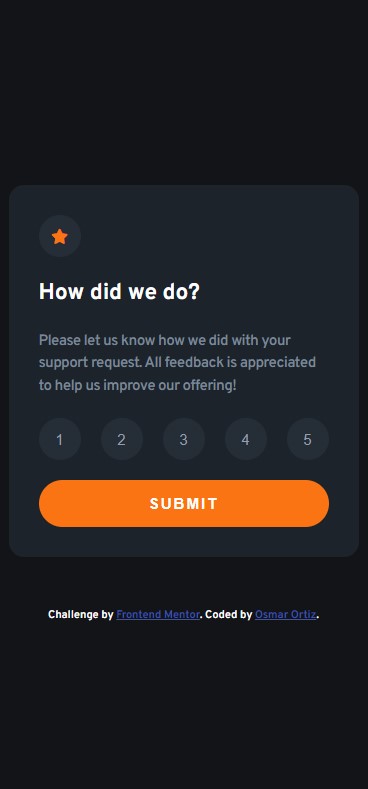 How did we do?
Please let us know how we did with your
support request. All feedback is appreciated
to help us improve our offering!
1 2 3 4 5
SUBMIT
Challenge by Frontend Mentor. Coded by Osmar Ortiz.